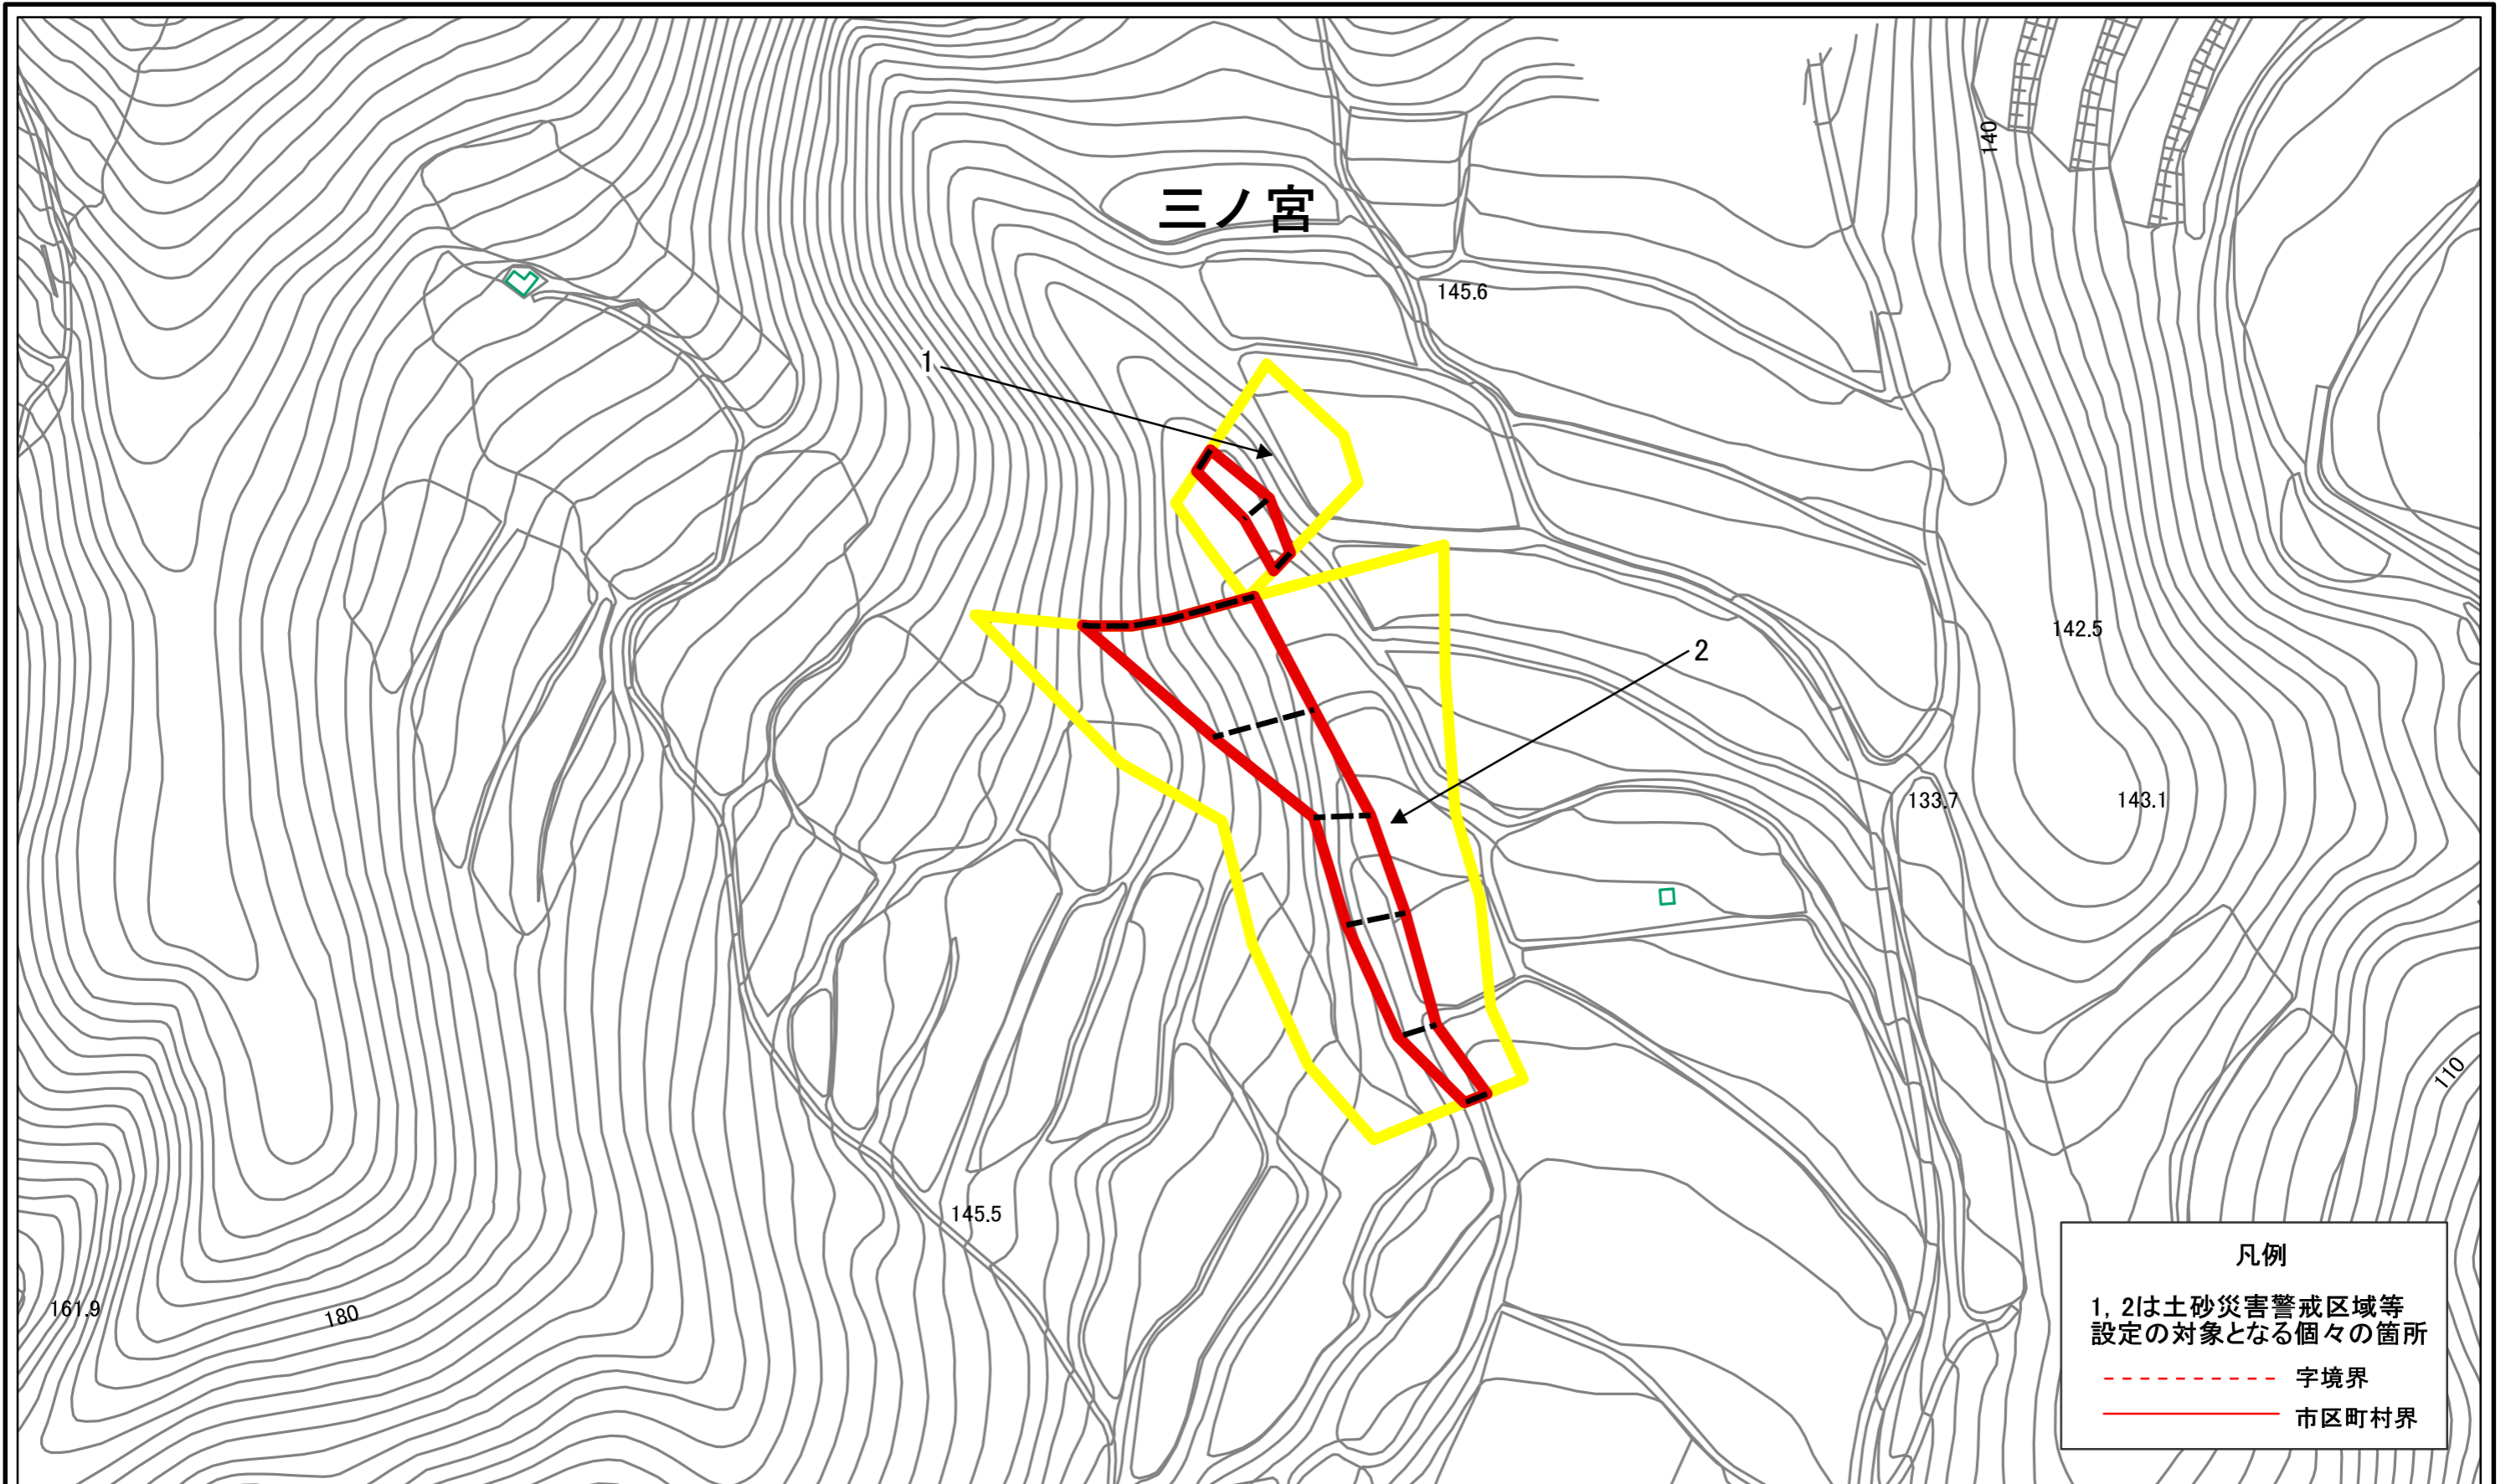 140
三ノ宮
145.6
1
142.5
2
133.7
143.1
110
145.5
161.9
180
凡例
1, 2は土砂災害警戒区域等
設定の対象となる個々の箇所
字境界
市区町村界